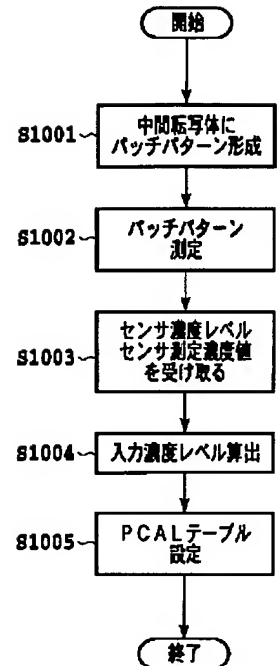 開始
S1001
中間転写体に
パッチパターン形成
S1002
パッチパターン
測定
S1003
センサ濃度レベル
センサ測定濃度値
を受け取る
S1004
入力濃度レベル算出
S1005
PCALテーブル
設定
終了